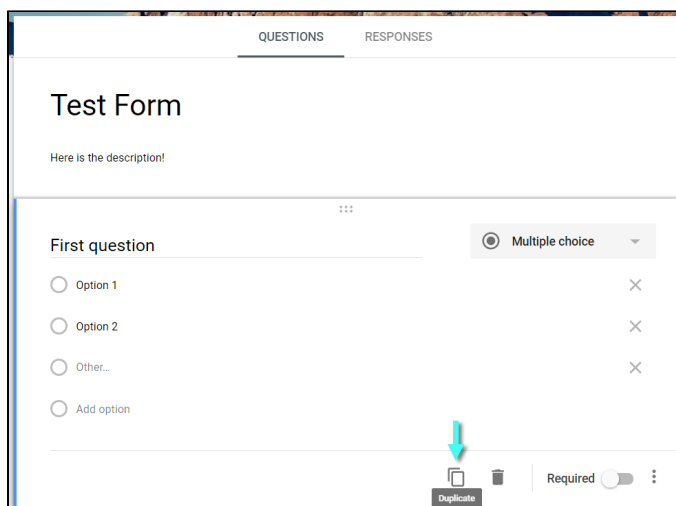 QUESTIONS RESPONSES
Test Form
Here is the description!
First question Multiple choice
Option 1
Option 2
Other...
Add option
Required
Duplicate